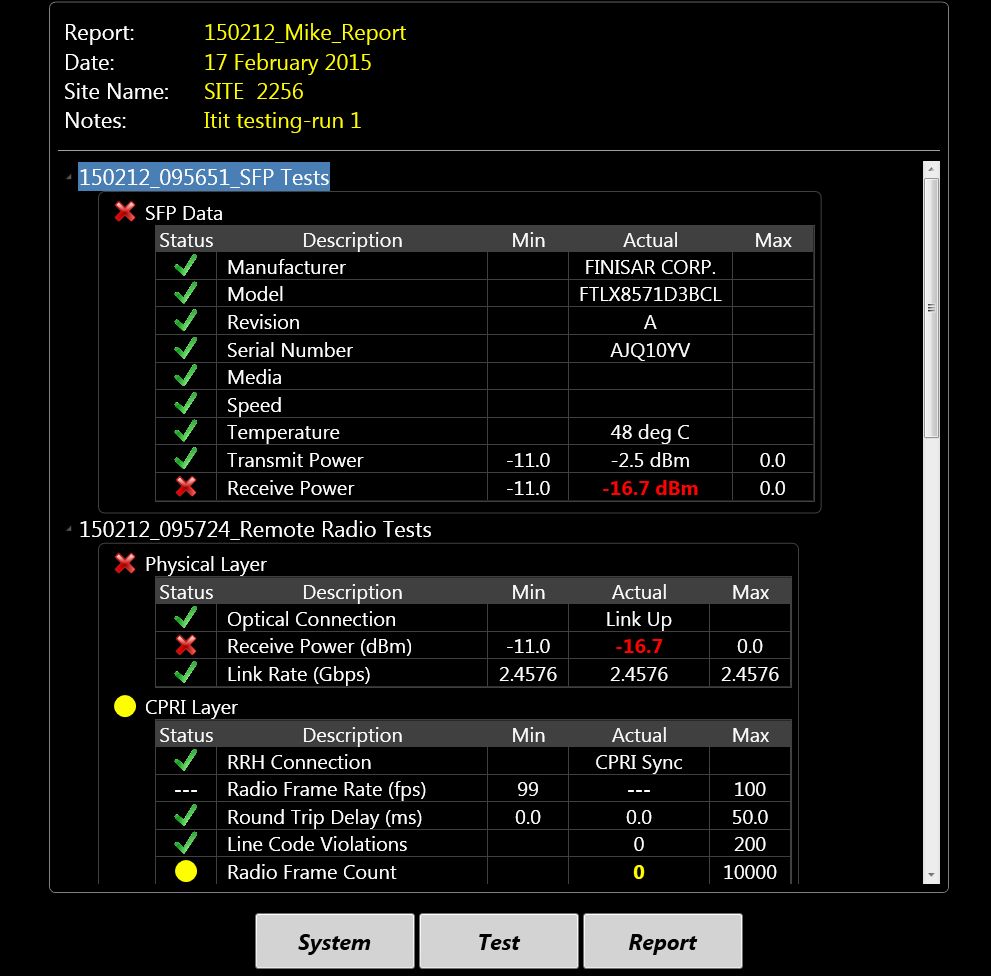 Report: 150212_Mike_Report
Date: 17 February 2015
Site Name: SITE  2256
Notes: Itit testing-run 1
150212_095651_SFP Tests
SFP Data
Status Description Min Actual Max
Manufacturer FINISAR CORP.
Model FTLX8571D3BCL
Revision A
Serial Number AJQ10YV
Media
Speed
Temperature 48 deg C
Transmit Power -11.0 -2.5 dBm 0.0
Receive Power -11.0 -16.7 dBm 0.0
150212_095724_Remote Radio Tests
Physical Layer
Status Description Min Actual Max
Optical Connection Link Up
Receive Power (dBm) -11.0 -16.7 0.0
Link Rate (Gbps) 2.4576 2.4576 2.4576
CPRI Layer
Status Description Min Actual Max
RRH Connection CPRI Sync
--- Radio Frame Rate (fps) 99 --- 100
Round Trip Delay (ms) 0.0 0.0 50.0
Line Code Violations 0 200
Radio Frame Count 0 10000
System Test Report